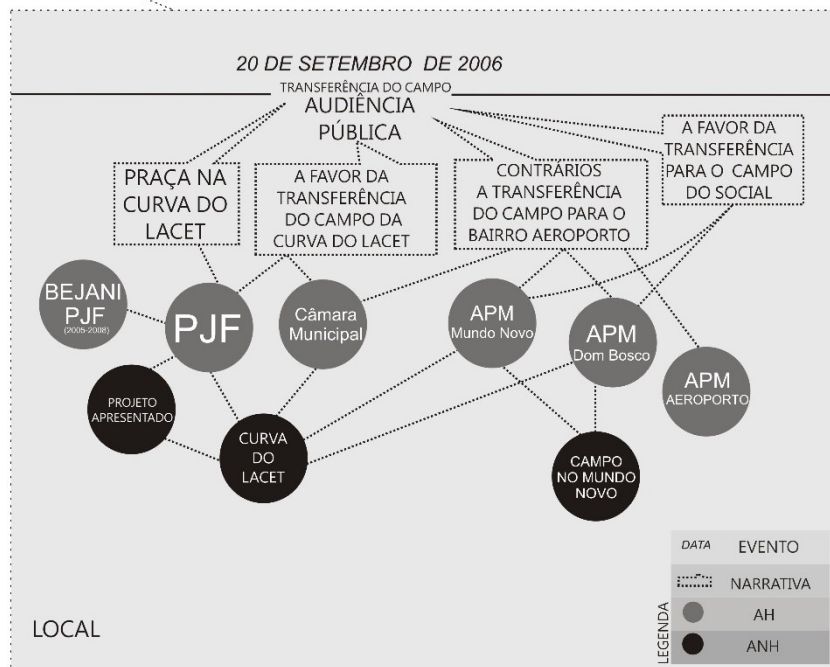 20 DE SETEMBRO DE 2006
TRANSFERÊNCIA DO CAMPO
AUDIÊNCIA
PÚBLICA
PRAÇA NA
CURVA DO
LACET
A FAVOR DA
TRANSFERÊNCIA
DO CAMPO DA
CURVA DO LACET
CONTRÁRIOS
A TRANSFERÊNCIA
DO CAMPO PARA O
BAIRRO AEROPORTO
A FAVOR DA
TRANSFERÊNCIA
PARA O CAMPO
DO SOCIAL
BEJANI
PJF
(2005-2008)
PJF
Câmara
Municipal
APM
Mundo Novo
APM
Dom Bosco
APM
AEROPORTO
PROJETO
APRESENTADO
CURVA
DO
LACET
CAMPO
NO MUNDO
NOVO
LOCAL
LEGENDA
DATA EVENTO
NARRATIVA
AH
ANH